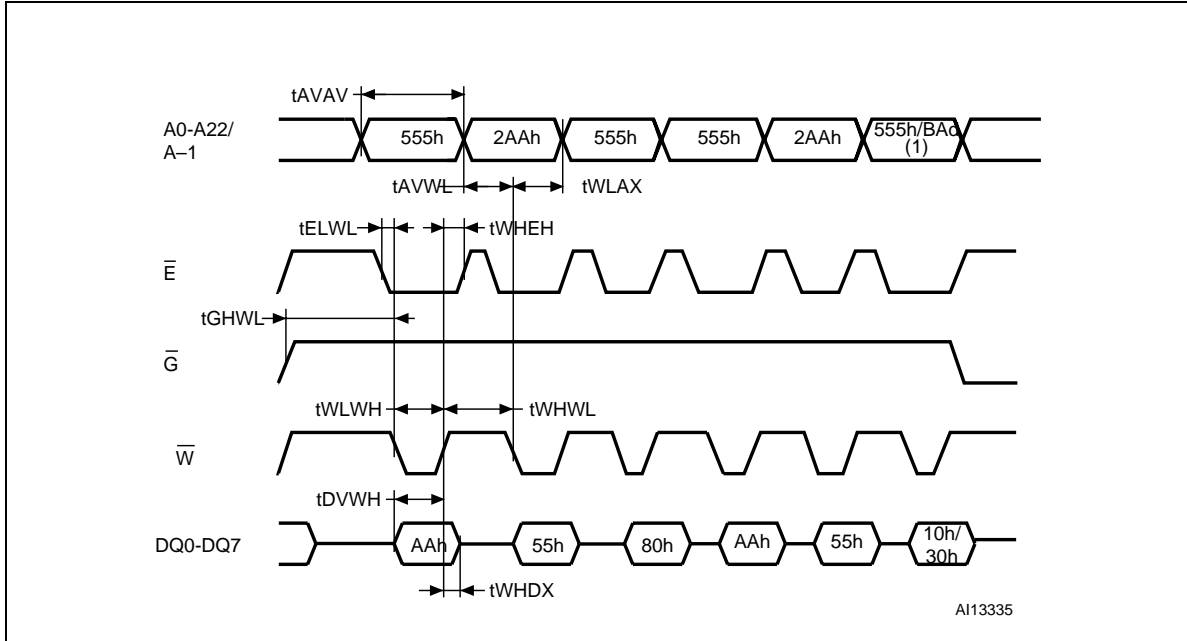 tAVAV
A0-A22/
A–1
555h
2AAh
555h
555h
2AAh
555h/BAd
(1)
tAVWL
tWLAX
tELWL
tWHEH
E
tGHWL
G
tWLWH
tWHWL
W
tDVWH
DQ0-DQ7
AAh
55h
80h
AAh
55h
10h/
30h
tWHDX
AI13335